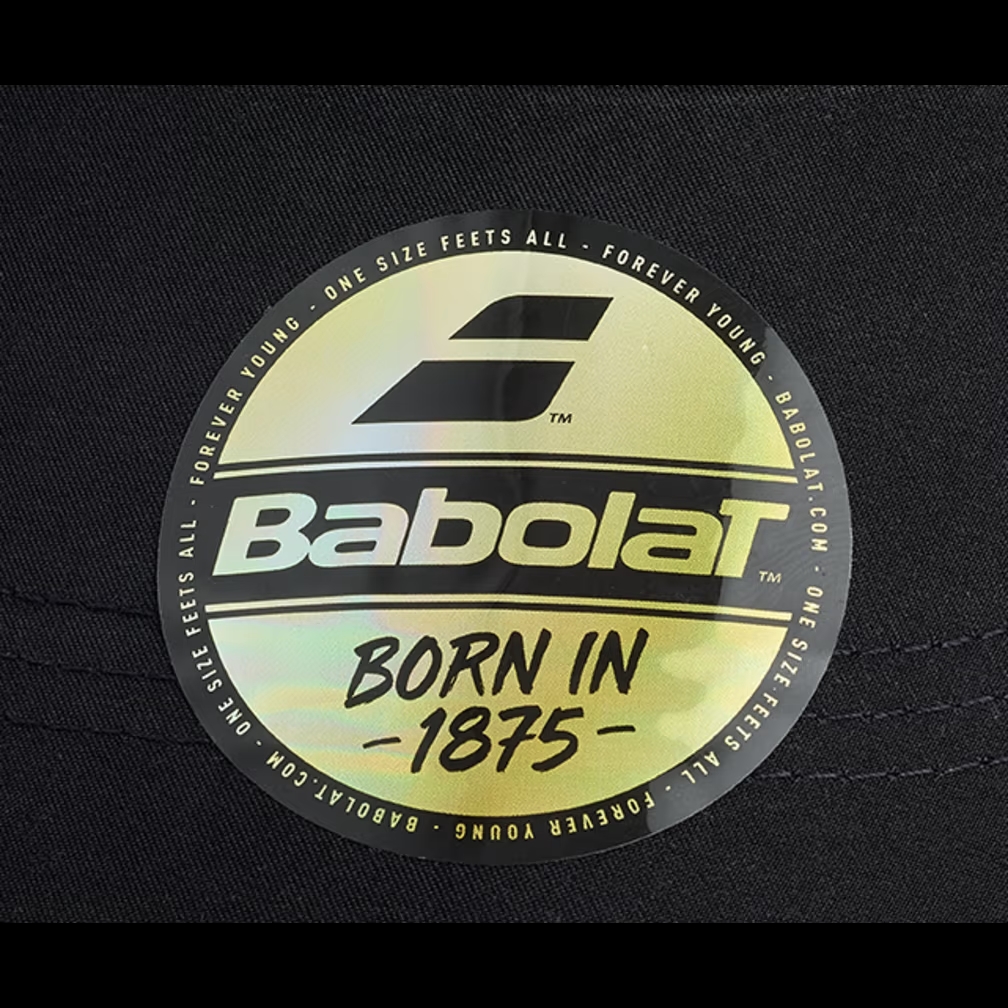 ONE SIZE FEETS ALL - FOREVER YOUNG - BABOLAT.COM - ONE SIZE FEETS ALL - FOREVER YOUNG - BABOLAT.COM - ONE SIZE FEETS ALL - FOREVER YOUNG -
TM
BabolaT TM
BORN IN
-1875-